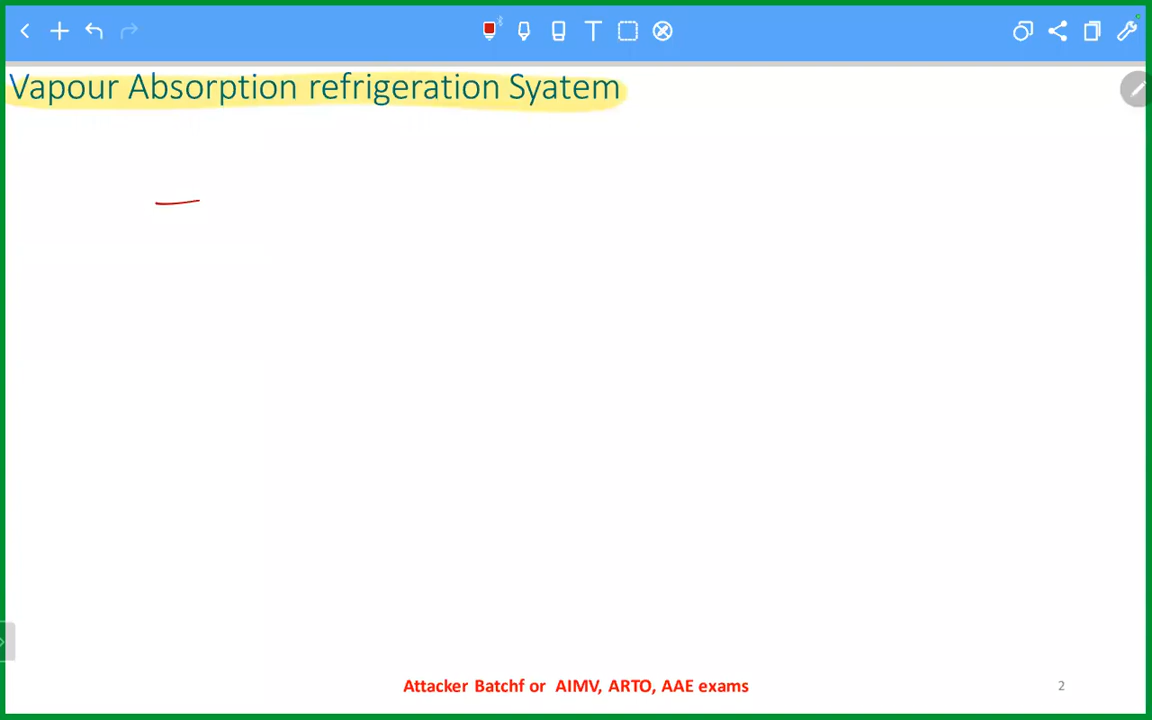 Vapour Absorption refrigeration Syatem
Attacker Batchf or AIMV, ARTO, AAE exams
2